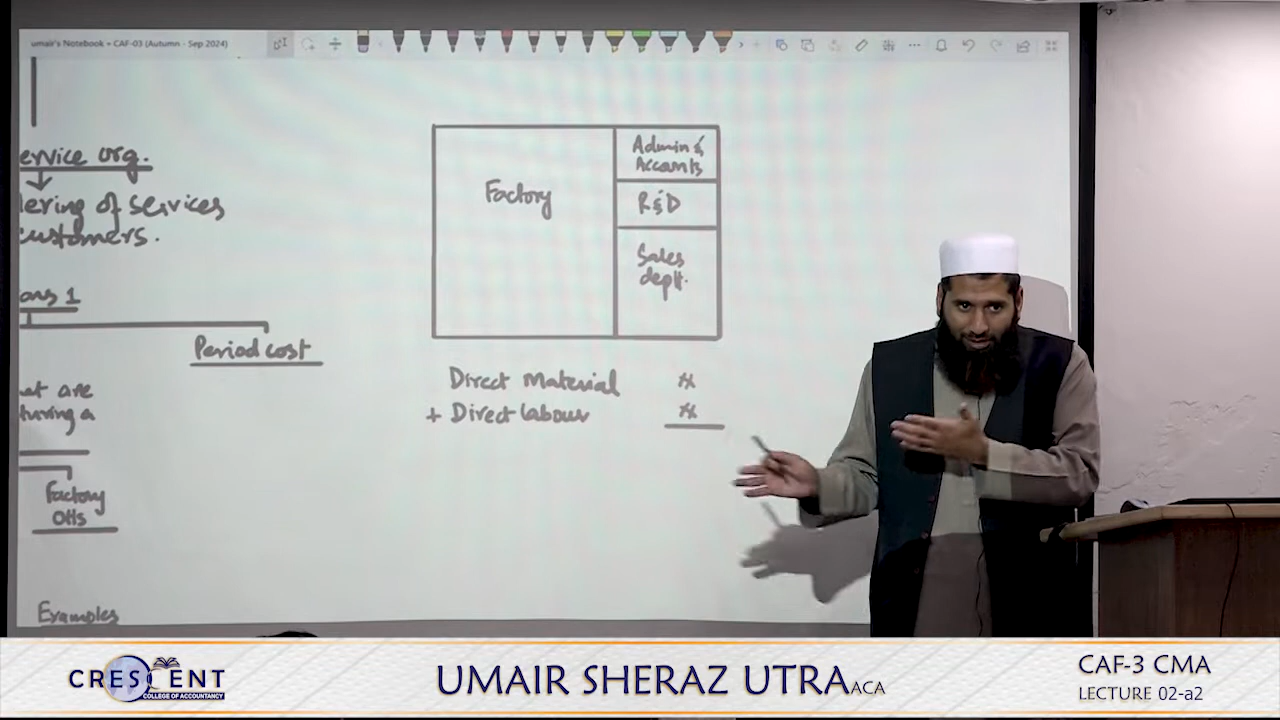 umair's Notebook • CAF-03 (Autumn - Sep 2024)
ervice org.
dering of services
customers.
ons 1
Period cost
at are
turing a
Factory
OHs
Examples
Factory
Admin &
Accounts
R&D
Sales
deptt.
Direct Material xx
+ Direct labour xx
CRESCENT
COLLEGE OF ACCOUNTANCY
UMAIR SHERAZ UTRA ACA
CAF-3 CMA
LECTURE 02-a2